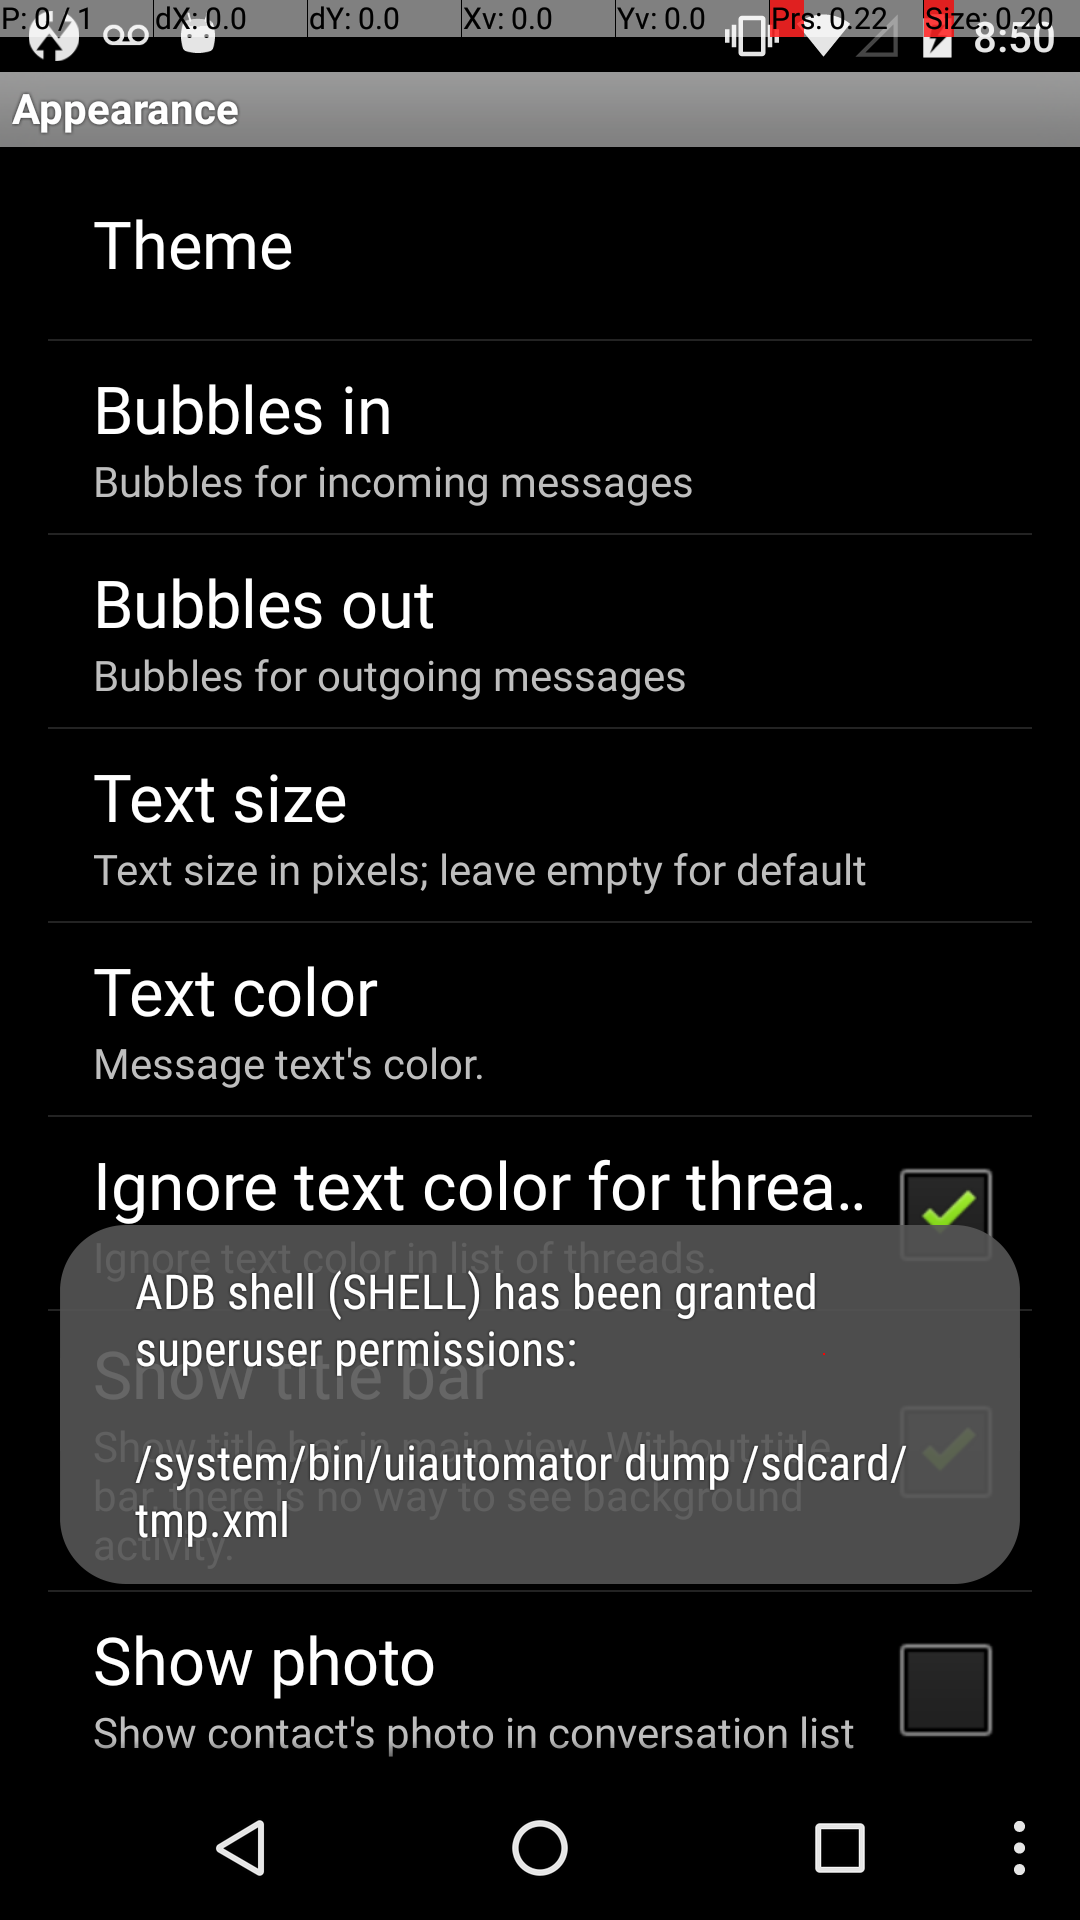 P: 0 / 1 dX: 0.0 dY: 0.0 Xv: 0.0 Yv: 0.0 Prs: 0.22 Size: 0.20
8:50
Appearance
Theme
Bubbles in
Bubbles for incoming messages
Bubbles out
Bubbles for outgoing messages
Text size
Text size in pixels; leave empty for default
Text color
Message text's color.
Ignore text color for threa..
Ignore text color in list of threads.
ADB shell (SHELL) has been granted
superuser permissions:
Show title bar
Show title bar in main view. Without title
/system/bin/uiautomator dump /sdcard/
bar, there is no way to see background
tmp.xml
activity.
Show photo
Show contact's photo in conversation list